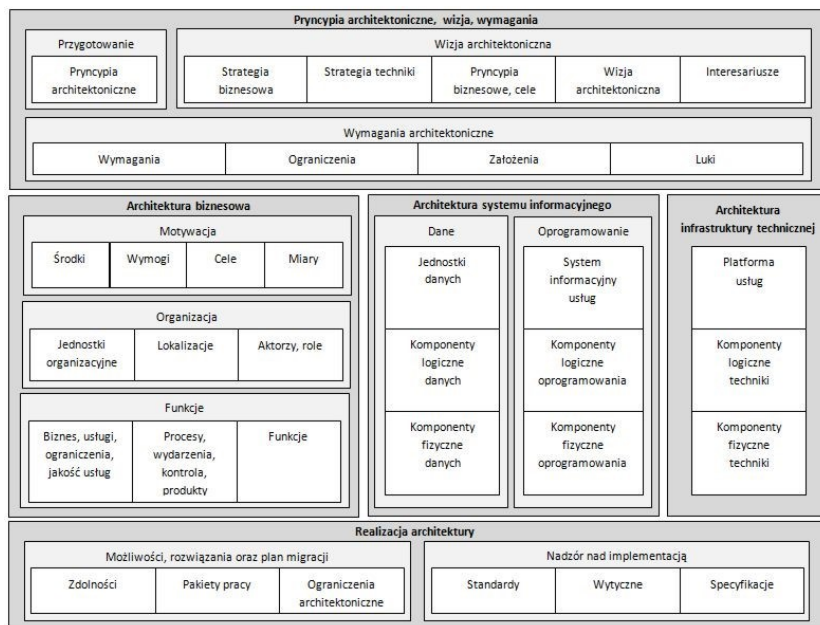 Pryncypia architektoniczne, wizja, wymagania
Przygotowanie
Pryncypia
architektoniczne
Wizja architektoniczna
Strategia
biznesowa
Strategia techniki
Pryncypia
biznesowe, cele
Wizja
architektoniczna
Interesariusze
Wymagania architektoniczne
Wymagania
Ograniczenia
Założenia
Luki
Architektura biznesowa
Motywacja
Środki
Wymogi
Cele
Miary
Organizacja
Jednostki
organizacyjne
Lokalizacje
Aktorzy, role
Funkcje
Biznes, usługi,
ograniczenia,
jakość usług
Procesy,
wydarzenia,
kontrola,
produkty
Funkcje
Architektura systemu informacyjnego
Dane
Jednostki
danych
Komponenty
logiczne
danych
Komponenty
fizyczne
danych
Oprogramowanie
System
informacyjny
usług
Komponenty
logiczne
oprogramowania
Komponenty
fizyczne
oprogramowania
Architektura
infrastruktury technicznej
Platforma
usług
Komponenty
logiczne
techniki
Komponenty
fizyczne
techniki
Realizacja architektury
Możliwości, rozwiązania oraz plan migracji
Zdolności
Pakiety pracy
Ograniczenia
architektoniczne
Nadzór nad implementacją
Standardy
Wytyczne
Specyfikacje